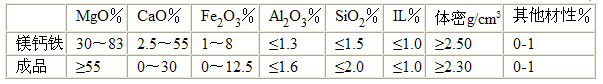 MgO% CaO% Fe₂O₃% Al₂O₃% SiO₂% IL% 体密g/cm³ 其他材性%
镁钙铁 30～83 2.5～55 1～8 ≤1.3 ≤1.5 ≤1.0 ≥2.50 0-1
成品 ≥55 0～30 0～12.5 ≤1.6 ≤2.0 ≤1.0 ≥2.30 0-1